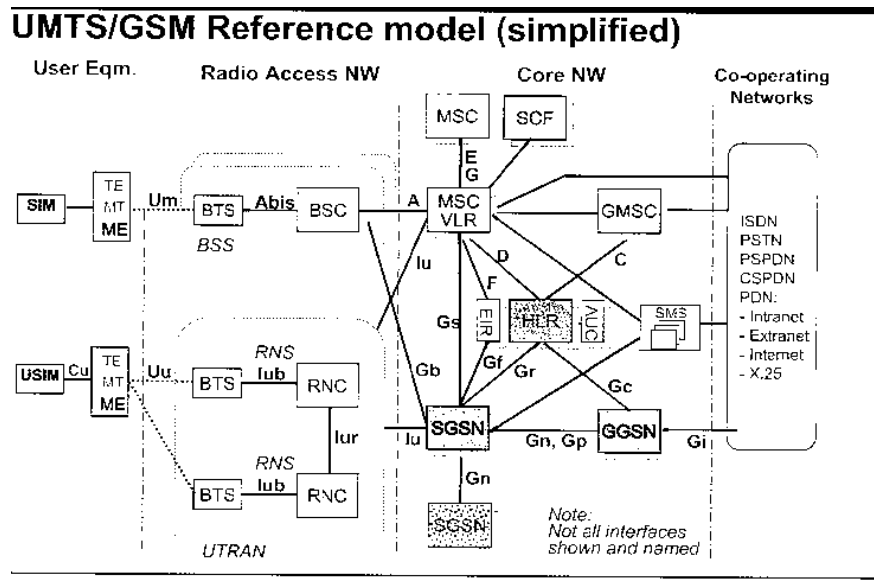 UMTS/GSM Reference model (simplified)
User Eqm.
Radio Access NW
Core NW
Co-operating
Networks
MSC
SCF
E
G
SIM
TE
MT
ME
Um
BTS
Abis
BSC
BSS
A
MSC
VLR
GMSC
ISDN
PSTN
PSPDN
CSPDN
PDN:
- Intranet
- Extranet
- Internet
- X.25
Iu
D
C
F
Gs
EIR
HLR
AUC
SMS
Gb
Gf
Gr
Gc
USIM
Cu
TE
MT
ME
Uu
RNS
Iub
BTS
RNC
Iur
Iu
SGSN
Gn, Gp
GGSN
Gi
RNS
Iub
BTS
RNC
UTRAN
Gn
SGSN
Note:
Not all interfaces
shown and named